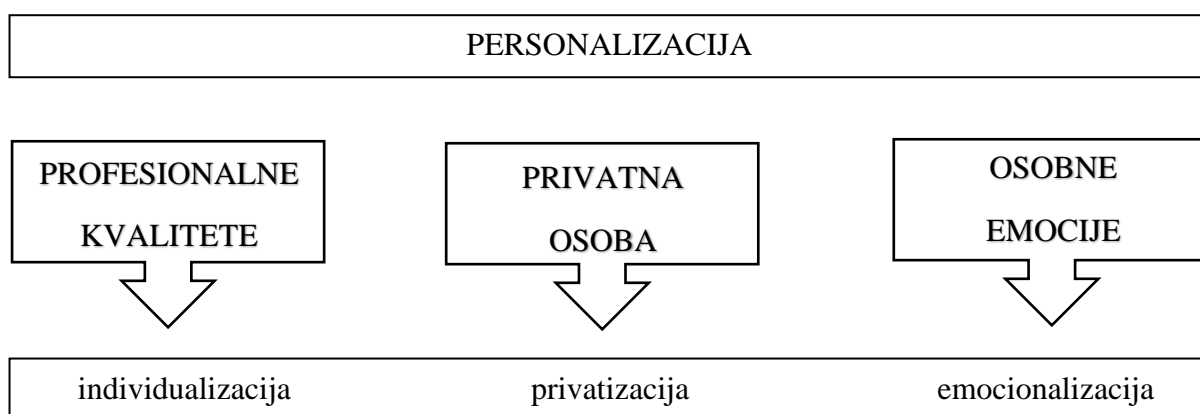 PERSONALIZACIJA
PROFESIONALNE
KVALITETE
PRIVATNA
OSOBA
OSOBNE
EMOCIJE
individualizacija
privatizacija
emocionalizacija